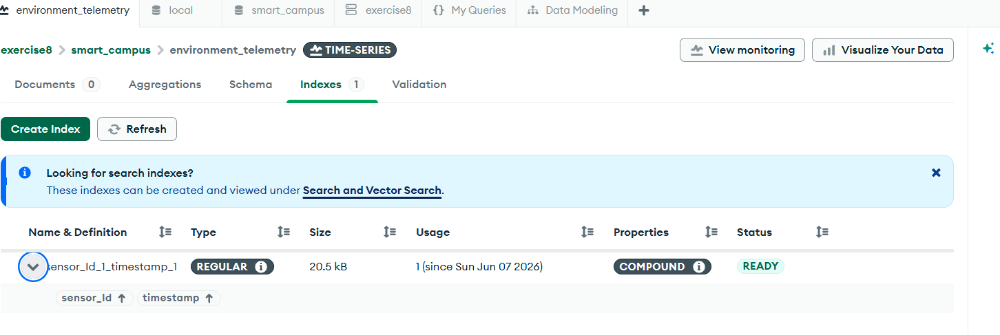 environment_telemetry local smart_campus exercise8 My Queries Data Modeling
exercise8 smart_campus environment_telemetry TIME-SERIES View monitoring Visualize Your Data
Documents 0 Aggregations Schema Indexes 1 Validation
Create Index Refresh
Looking for search indexes?
These indexes can be created and viewed under Search and Vector Search.
Name & Definition Type Size Usage Properties Status
sensor_Id_1_timestamp_1 REGULAR 20.5 kB 1 (since Sun Jun 07 2026) COMPOUND READY
sensor_Id timestamp